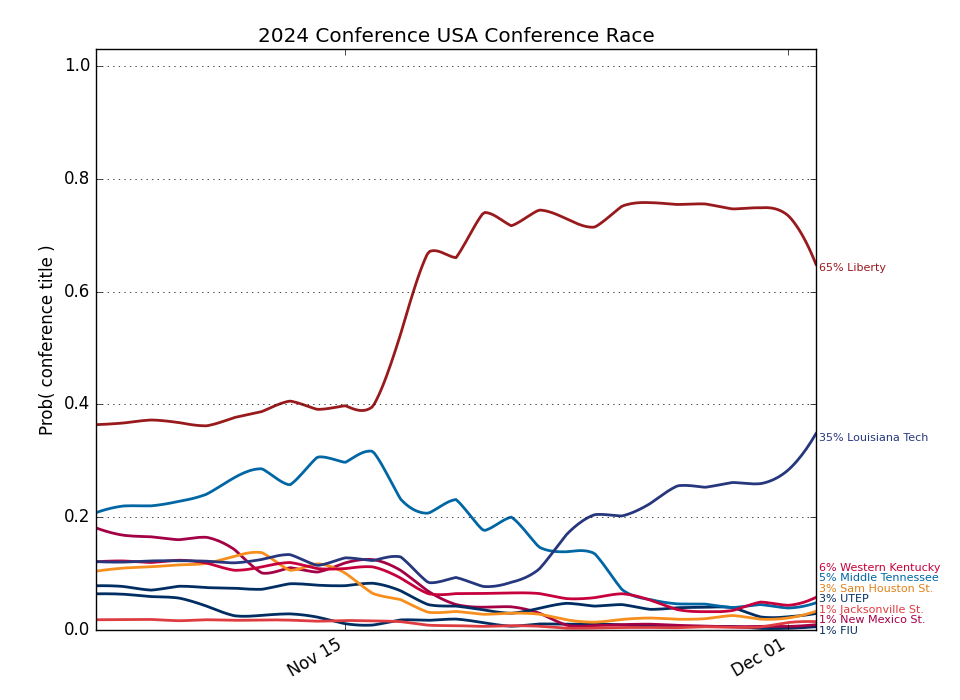 2024 Conference USA Conference Race
1.0
0.8
0.6
0.4
0.2
0.0
Prob( conference title )
Nov 15
Dec 01
65% Liberty
35% Louisiana Tech
6% Western Kentucky
5% Middle Tennessee
3% Sam Houston St.
3% UTEP
1% Jacksonville St.
1% New Mexico St.
1% FIU